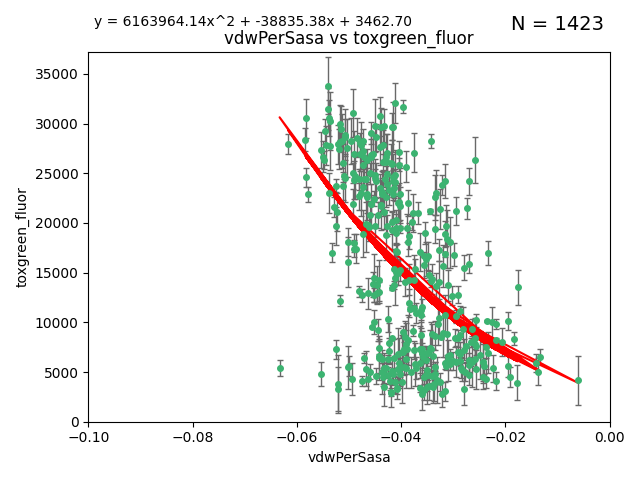 y = 6163964.14x^2 + -38835.38x + 3462.70
N = 1423
vdwPerSasa vs toxgreen_fluor
35000
30000
25000
20000
15000
10000
5000
0
toxgreen_fluor
−0.10 −0.08 −0.06 −0.04 −0.02 0.00
vdwPerSasa